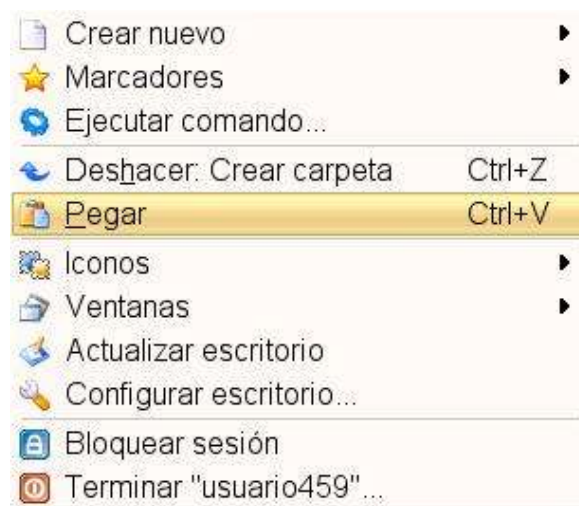 Crear nuevo
Marcadores
Ejecutar comando...
Deshacer: Crear carpeta Ctrl+Z
Pegar Ctrl+V
Iconos
Ventanas
Actualizar escritorio
Configurar escritorio...
Bloquear sesión
Terminar "usuario459"...